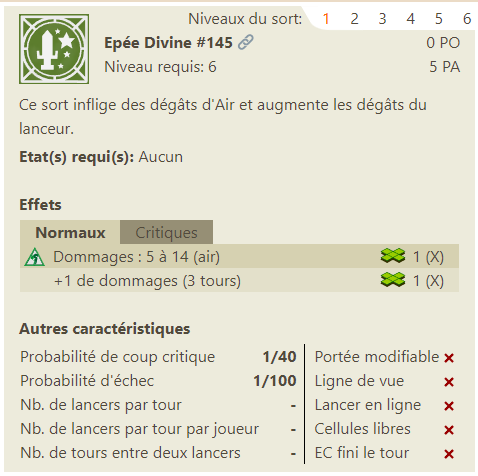 Niveaux du sort: 1 2 3 4 5 6
Epée Divine #145 0 PO
Niveau requis: 6 5 PA
Ce sort inflige des dégâts d'Air et augmente les dégâts du
lanceur.
Etat(s) requi(s): Aucun
Effets
Normaux Critiques
Dommages : 5 à 14 (air) 1 (X)
+1 de dommages (3 tours) 1 (X)
Autres caractéristiques
Probabilité de coup critique 1/40 Portée modifiable
Probabilité d'échec 1/100 Ligne de vue
Nb. de lancers par tour - Lancer en ligne
Nb. de lancers par tour par joueur - Cellules libres
Nb. de tours entre deux lancers - EC fini le tour